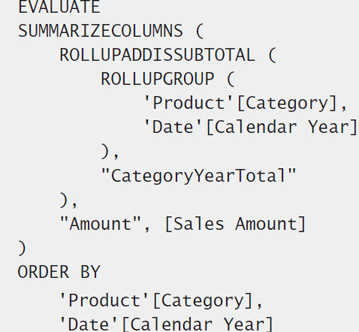 EVALUATE
SUMMARIZECOLUMNS (
ROLLUPADDISSUBTOTAL (
ROLLUPGROUP (
'Product'[Category],
'Date'[Calendar Year]
),
"CategoryYearTotal"
),
"Amount", [Sales Amount]
)
ORDER BY
'Product'[Category],
'Date'[Calendar Year]